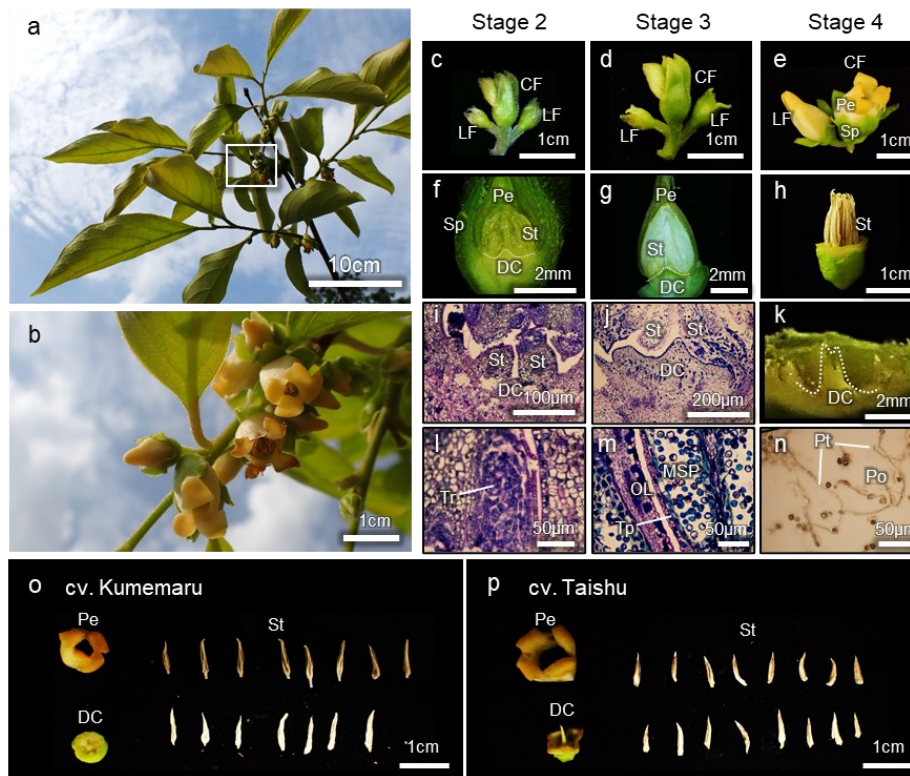 Stage 2 Stage 3 Stage 4
a
10cm
b
1cm
c
CF
LF
LF
1cm
d
CF
LF
LF
1cm
e
CF
LF
Pe
Sp
1cm
f
Pe
Sp
St
DC
2mm
g
Pe
St
DC
2mm
h
St
1cm
i
St
St
DC
100μm
j
St
St
DC
200μm
k
DC
2mm
l
Tr
50μm
m
MSP
OL
Tp
50μm
n
Pt
Po
50μm
o cv. Kumemaru
Pe
St
DC
1cm
p cv. Taishu
Pe
St
DC
1cm